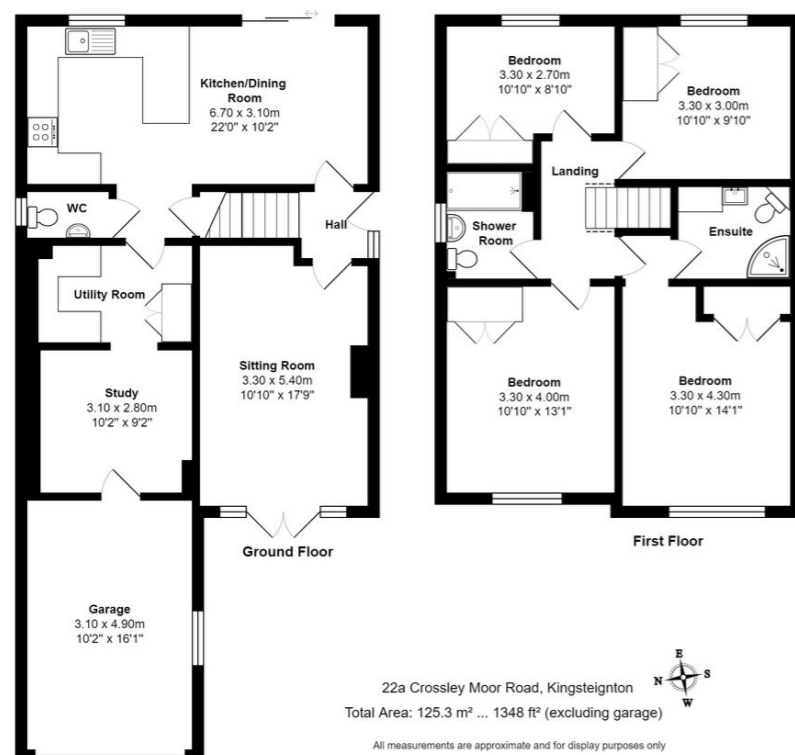 Kitchen/Dining
Room
6.70 x 3.10m
22'0" x 10'2"
WC
Hall
Utility Room
Sitting Room
3.30 x 5.40m
10'10" x 17'9"
Study
3.10 x 2.80m
10'2" x 9'2"
Ground Floor
Garage
3.10 x 4.90m
10'2" x 16'1"
Bedroom
3.30 x 2.70m
10'10" x 8'10"
Bedroom
3.30 x 3.00m
10'10" x 9'10"
Landing
Shower
Room
Ensuite
Bedroom
3.30 x 4.00m
10'10" x 13'1"
Bedroom
3.30 x 4.30m
10'10" x 14'1"
First Floor
E
N S
W
22a Crossley Moor Road, Kingsteignton
Total Area: 125.3 m² ... 1348 ft² (excluding garage)
All measurements are approximate and for display purposes only